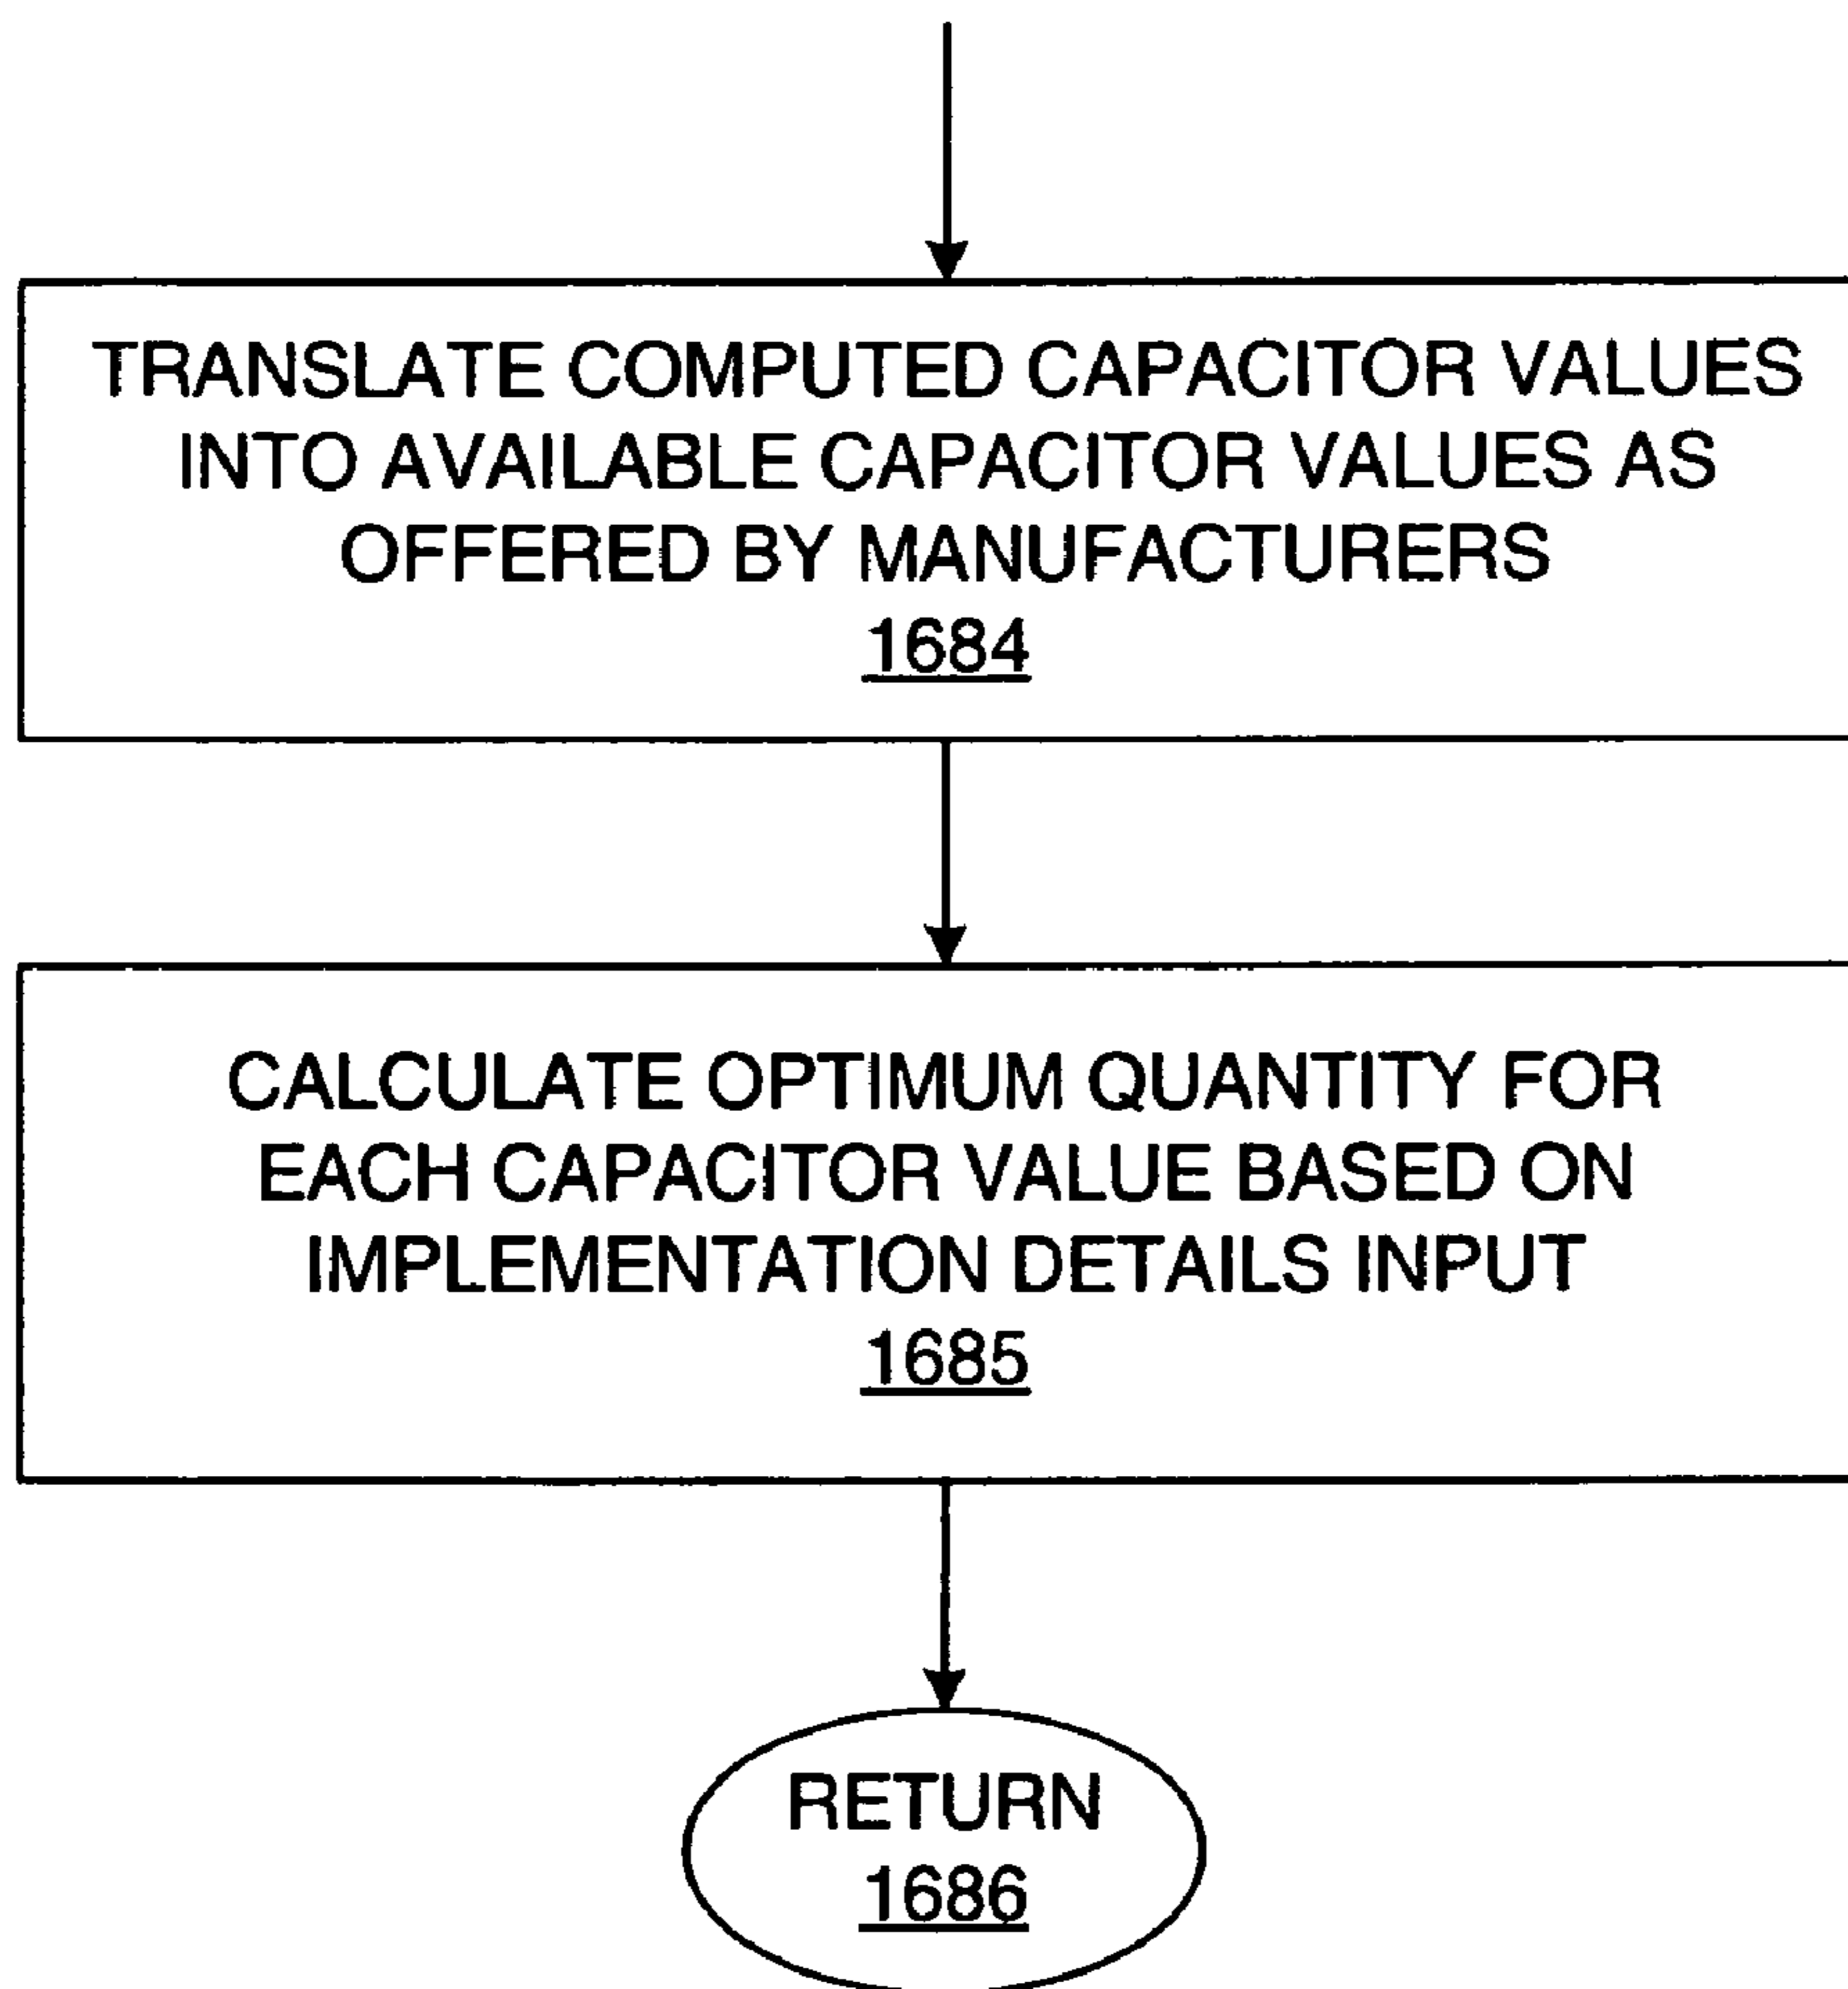 TRANSLATE COMPUTED CAPACITOR VALUES
INTO AVAILABLE CAPACITOR VALUES AS
OFFERED BY MANUFACTURERS
1684
CALCULATE OPTIMUM QUANTITY FOR
EACH CAPACITOR VALUE BASED ON
IMPLEMENTATION DETAILS INPUT
1685
RETURN
1686